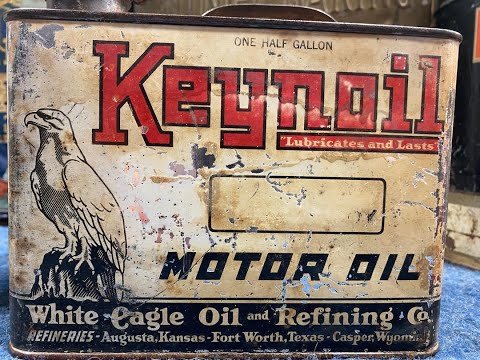 ONE HALF GALLON
Keynoil
Lubricates and Lasts
MOTOR OIL
White Eagle Oil and Refining Co.
REFINERIES - Augusta, Kansas - Fort Worth, Texas - Casper, Wyoming